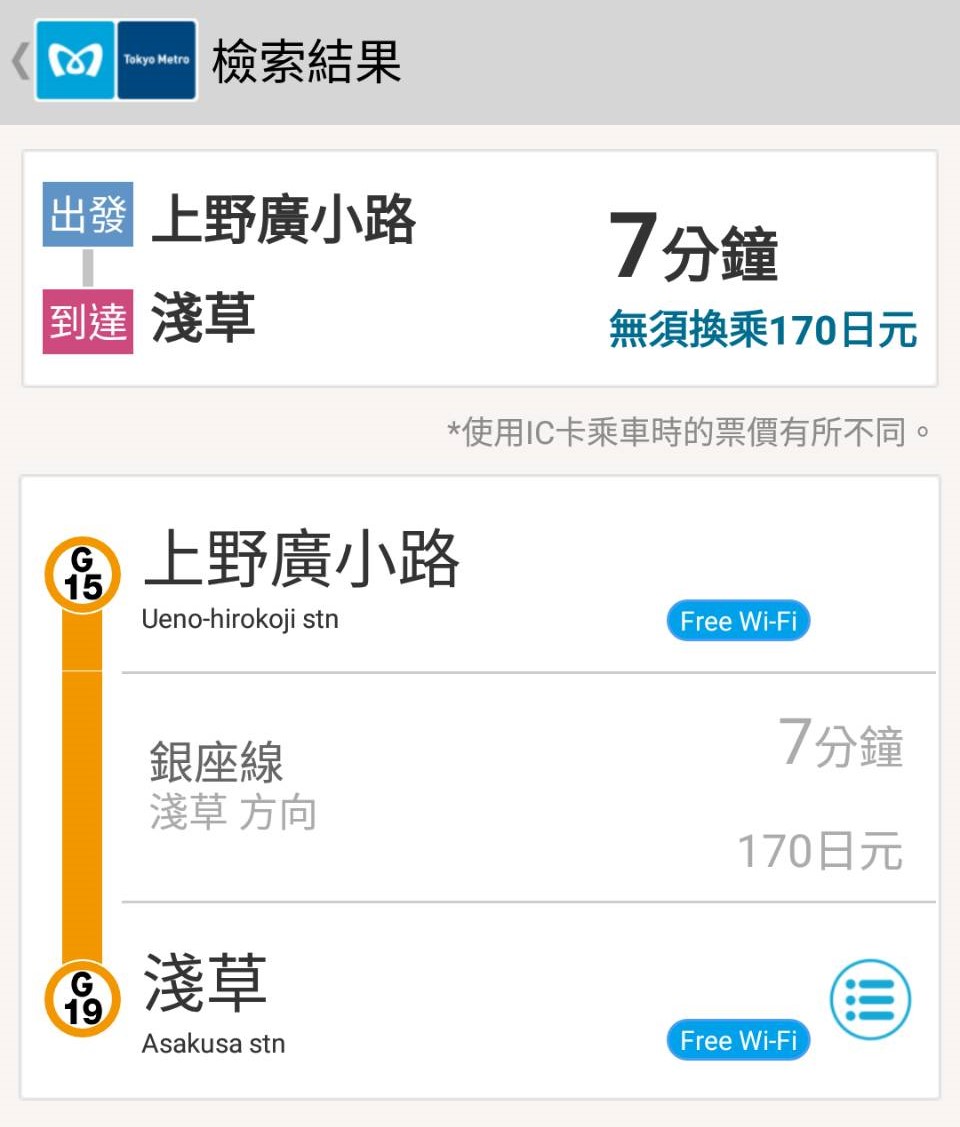 Tokyo Metro 檢索結果
出發 上野廣小路
7分鐘
到達 淺草
無須換乘170日元
*使用IC卡乘車時的票價有所不同。
G
15
上野廣小路
Ueno-hirokoji stn
Free Wi-Fi
銀座線
淺草 方向
7分鐘
170日元
G
19
淺草
Asakusa stn
Free Wi-Fi